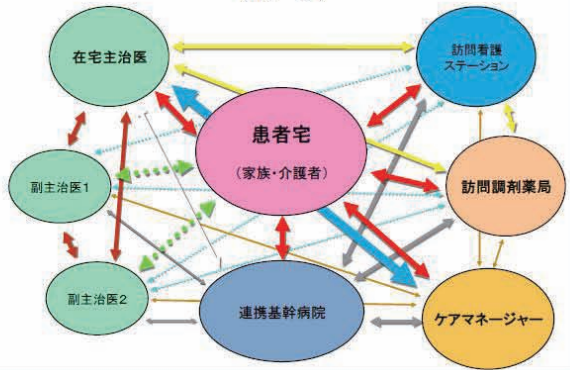 在宅主治医
訪問看護
ステーション
患者宅
(家族・介護者)
訪問調剤薬局
副主治医1
副主治医2
連携基幹病院
ケアマネージャー